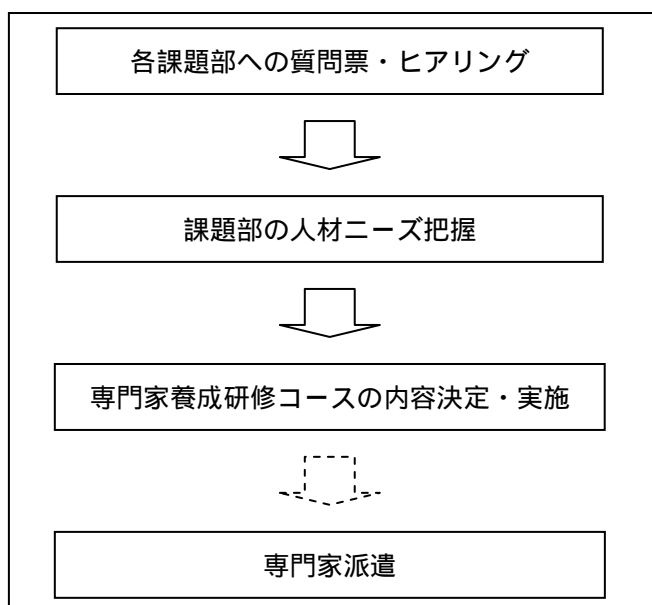 各課題部への質問票・ヒアリング
課題部の人材ニーズ把握
専門家養成研修コースの内容決定・実施
専門家派遣